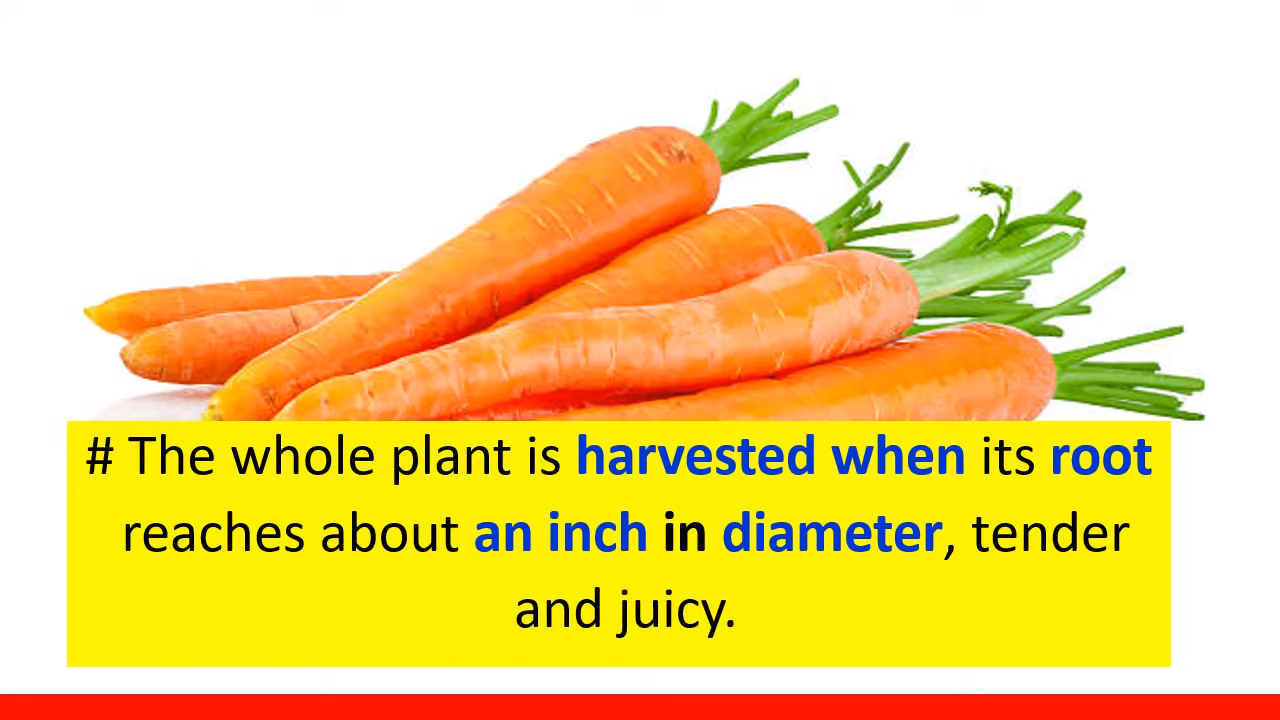 # The whole plant is harvested when its root
reaches about an inch in diameter, tender
and juicy.